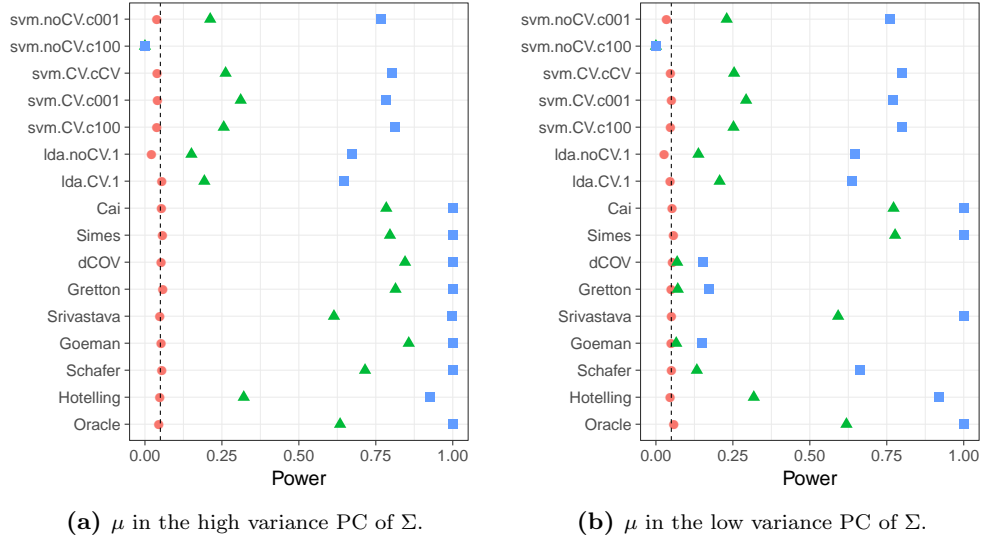 svm.noCV.c001
svm.noCV.c100
svm.CV.cCV
svm.CV.c001
svm.CV.c100
lda.noCV.1
lda.CV.1
Cai
Simes
dCOV
Gretton
Srivastava
Goeman
Schafer
Hotelling
Oracle
0.00 0.25 0.50 0.75 1.00
Power
(a) μ in the high variance PC of Σ.
svm.noCV.c001
svm.noCV.c100
svm.CV.cCV
svm.CV.c001
svm.CV.c100
lda.noCV.1
lda.CV.1
Cai
Simes
dCOV
Gretton
Srivastava
Goeman
Schafer
Hotelling
Oracle
0.00 0.25 0.50 0.75 1.00
Power
(b) μ in the low variance PC of Σ.